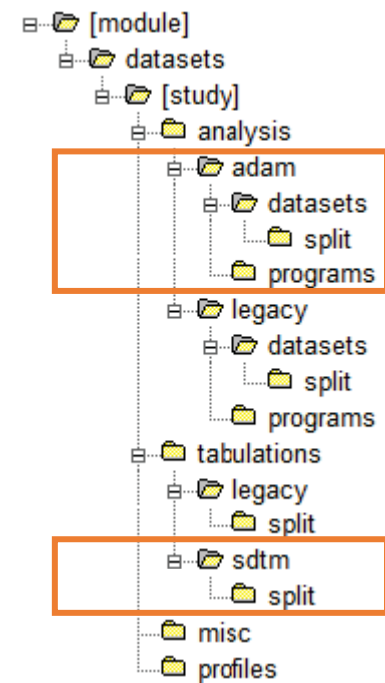 [module]
datasets
[study]
analysis
adam
datasets
split
programs
legacy
datasets
split
programs
tabulations
legacy
split
sdtm
split
misc
profiles